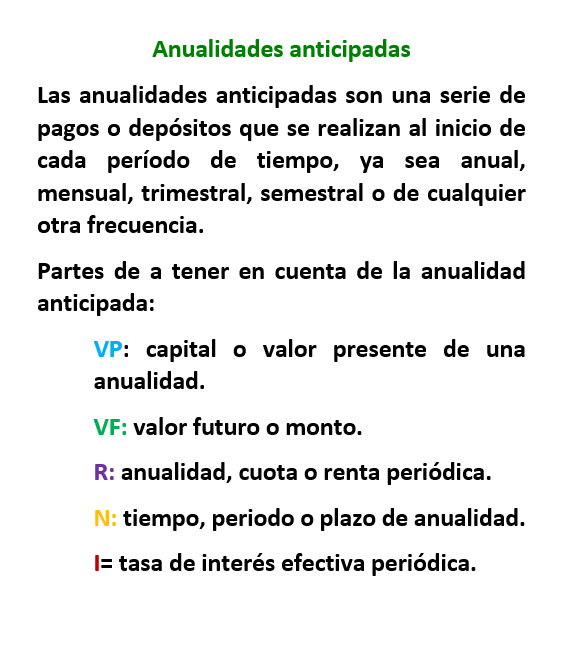 Anualidades anticipadas
Las anualidades anticipadas son una serie de
pagos o depósitos que se realizan al inicio de
cada período de tiempo, ya sea anual,
mensual, trimestral, semestral o de cualquier
otra frecuencia.
Partes de a tener en cuenta de la anualidad
anticipada:
VP: capital o valor presente de una
anualidad.
VF: valor futuro o monto.
R: anualidad, cuota o renta periódica.
N: tiempo, periodo o plazo de anualidad.
I= tasa de interés efectiva periódica.